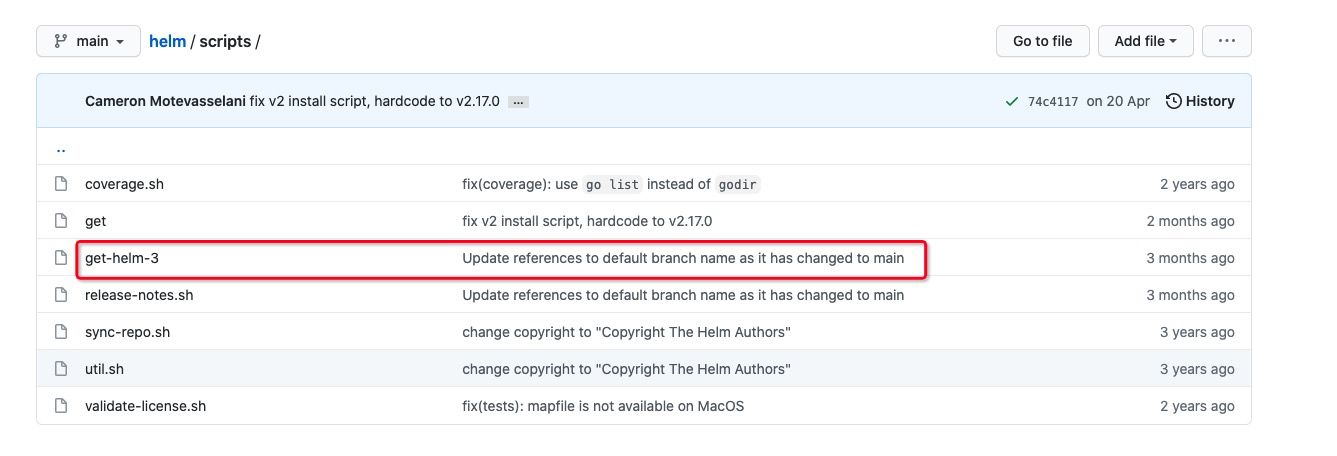 main helm / scripts / Go to file Add file ...
Cameron Motevasselani fix v2 install script, hardcode to v2.17.0 ... 74c4117 on 20 Apr History
..
coverage.sh fix(coverage): use go list instead of godir 2 years ago
get fix v2 install script, hardcode to v2.17.0 2 months ago
get-helm-3 Update references to default branch name as it has changed to main 3 months ago
release-notes.sh Update references to default branch name as it has changed to main 3 months ago
sync-repo.sh change copyright to "Copyright The Helm Authors" 3 years ago
util.sh change copyright to "Copyright The Helm Authors" 3 years ago
validate-license.sh fix(tests): mapfile is not available on MacOS 2 years ago